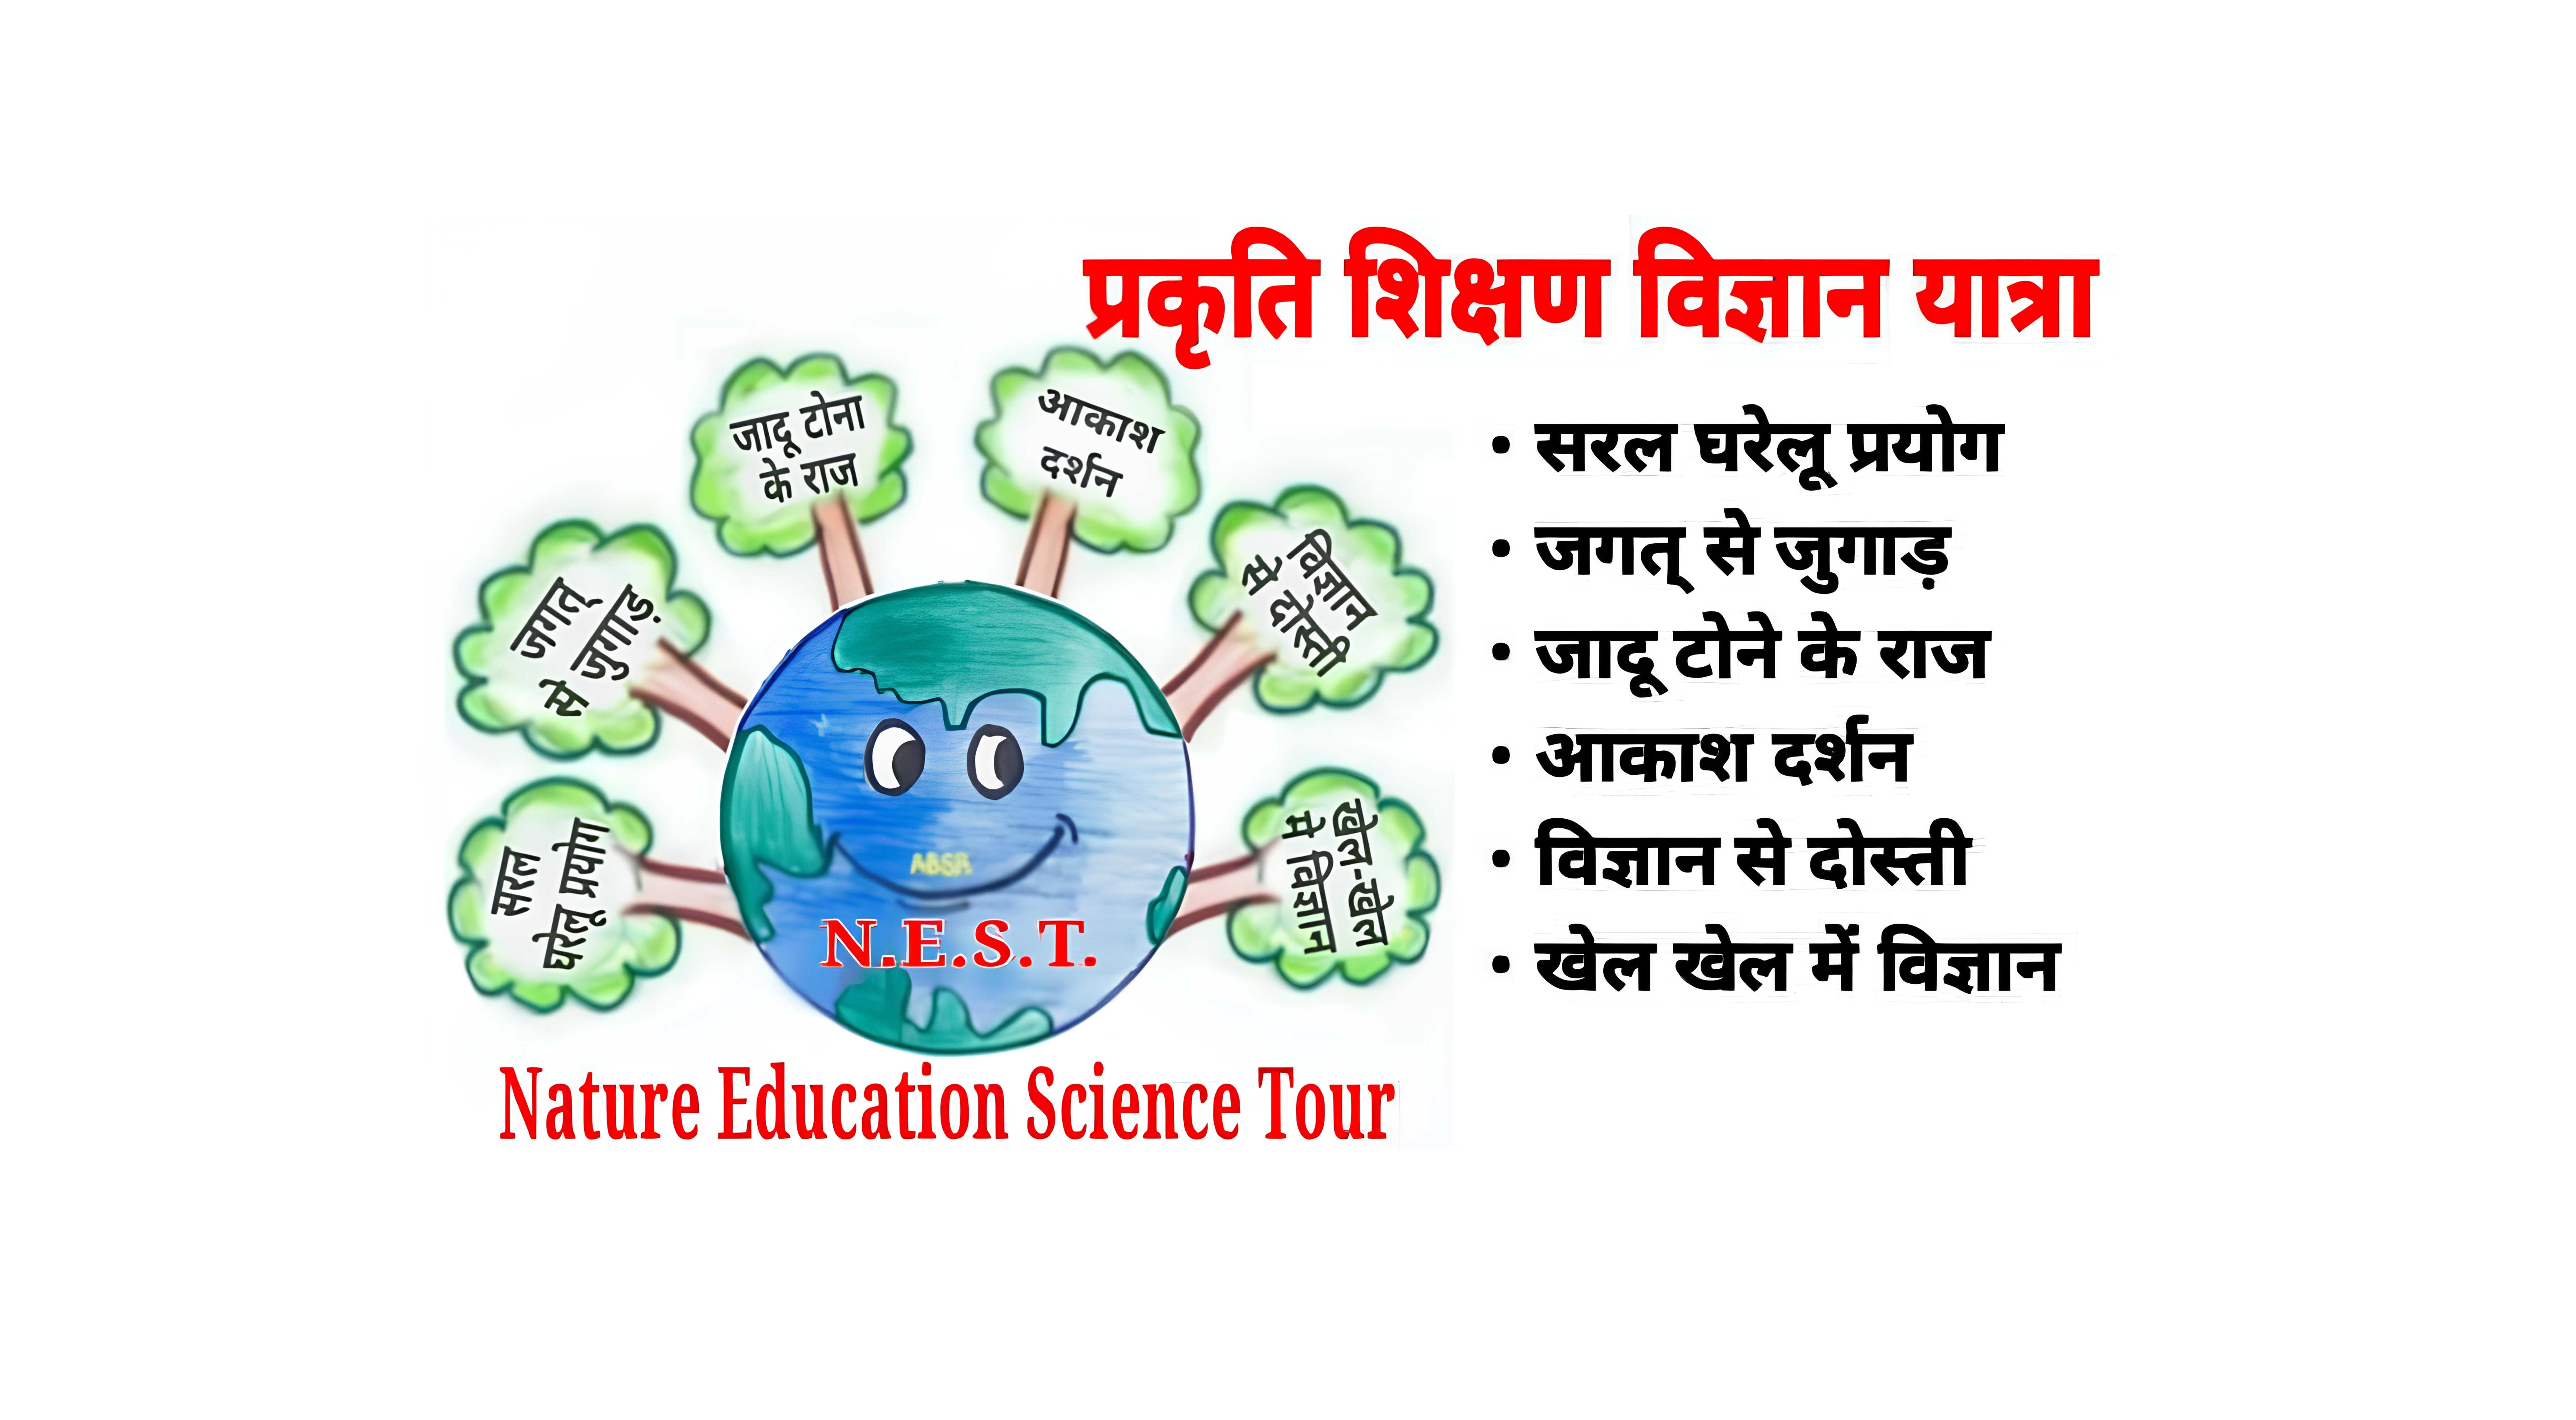 प्रकृति शिक्षण विज्ञान यात्रा
जादू टोना
के राज
आकाश
दर्शन
जगत्
से जुगाड़
विज्ञान
से दोस्ती
सरल
घरेलू प्रयोग
खेल-खेल
में विज्ञान
ABSR
N.E.S.T.
Nature Education Science Tour
• सरल घरेलू प्रयोग
• जगत् से जुगाड़
• जादू टोने के राज
• आकाश दर्शन
• विज्ञान से दोस्ती
• खेल खेल में विज्ञान